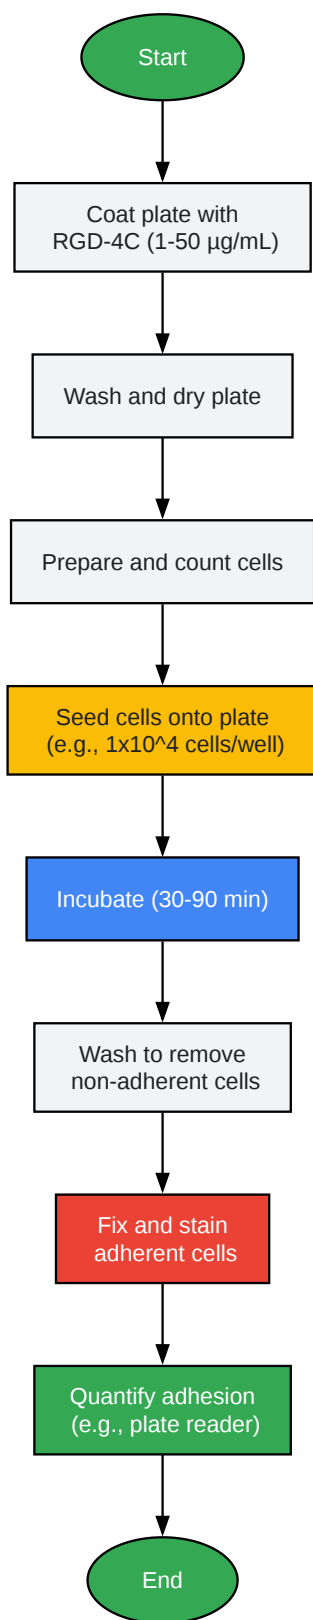 Start
Coat plate with
RGD-4C (1-50 µg/mL)
Wash and dry plate
Prepare and count cells
Seed cells onto plate
(e.g., 1x10^4 cells/well)
Incubate (30-90 min)
Wash to remove
non-adherent cells
Fix and stain
adherent cells
Quantify adhesion
(e.g., plate reader)
End